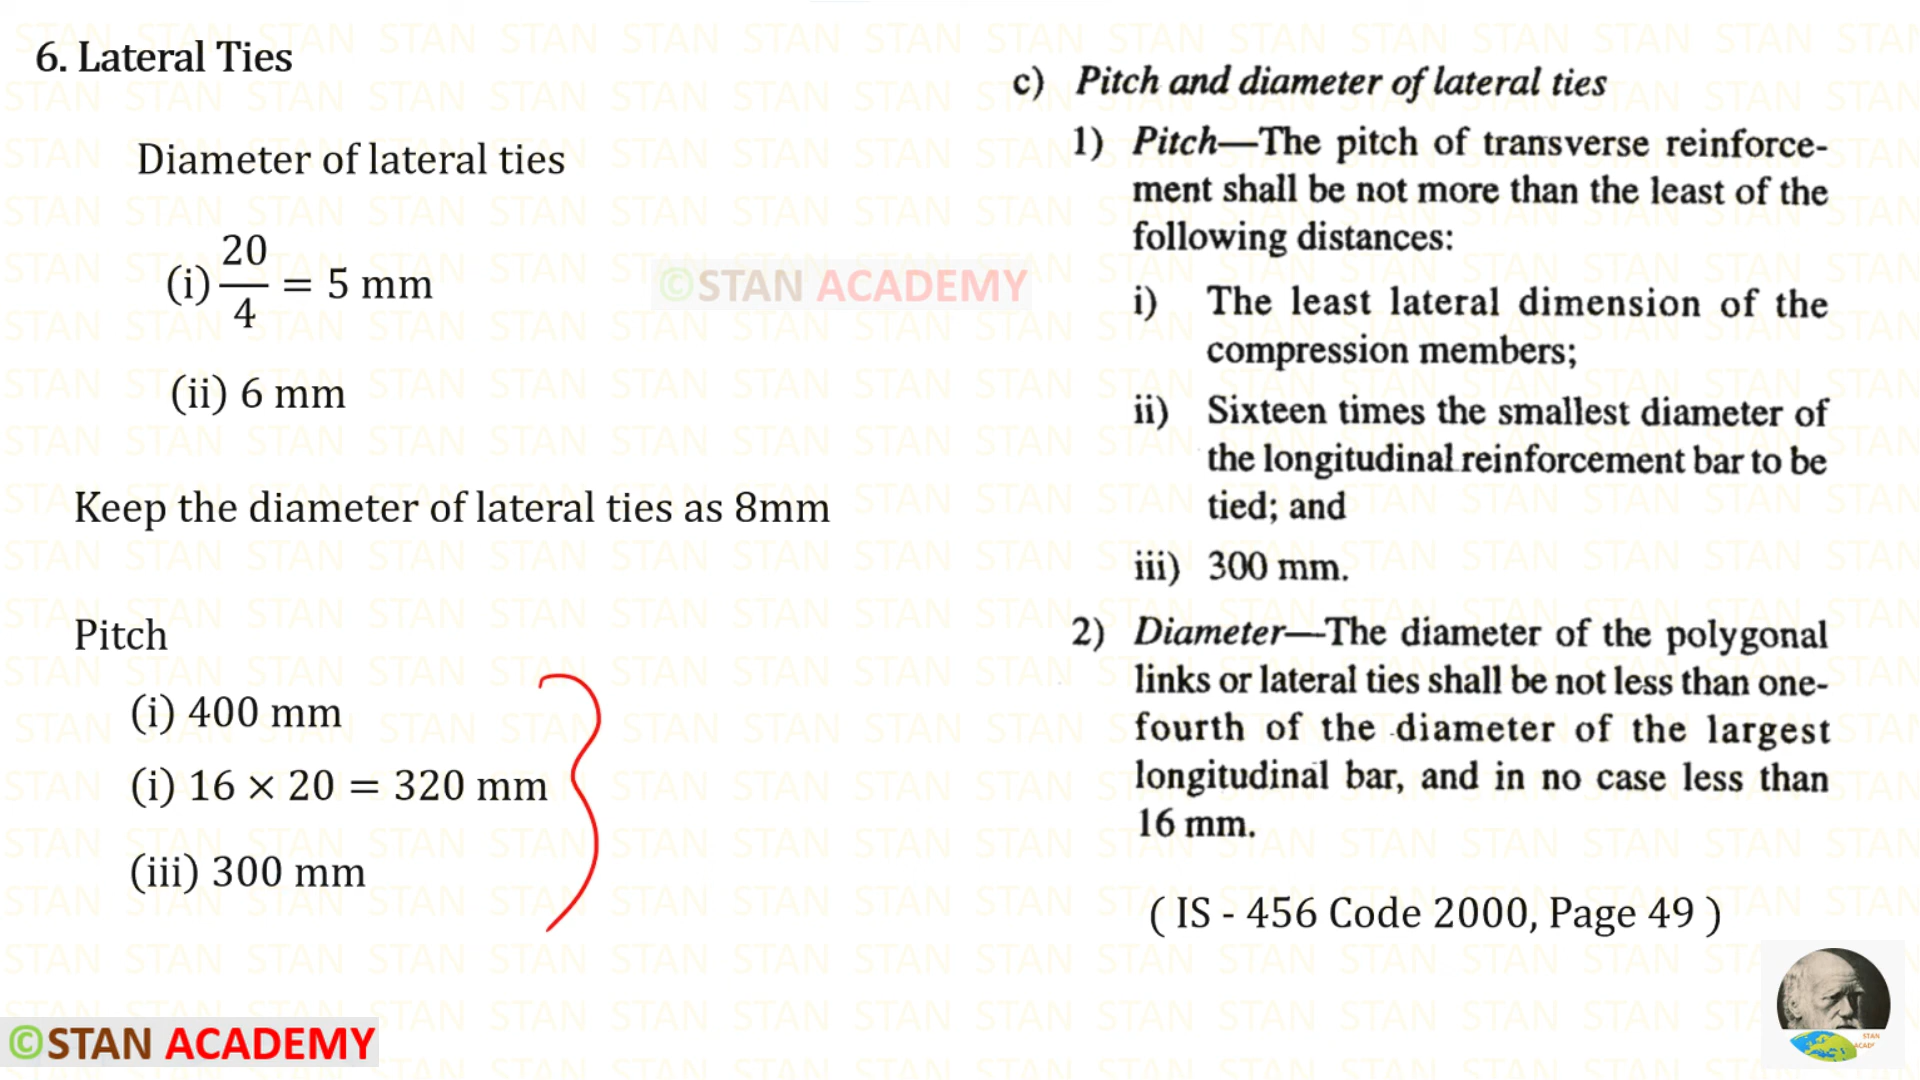 6. Lateral Ties
Diameter of lateral ties
(i) 20/4 = 5 mm
(ii) 6 mm
Keep the diameter of lateral ties as 8mm
Pitch
(i) 400 mm
(i) 16 × 20 = 320 mm
(iii) 300 mm
©STAN ACADEMY
c) Pitch and diameter of lateral ties
1) Pitch—The pitch of transverse reinforce-
ment shall be not more than the least of the
following distances:
i) The least lateral dimension of the
compression members;
ii) Sixteen times the smallest diameter of
the longitudinal reinforcement bar to be
tied; and
iii) 300 mm.
2) Diameter—The diameter of the polygonal
links or lateral ties shall be not less than one-
fourth of the diameter of the largest
longitudinal bar, and in no case less than
16 mm.
( IS - 456 Code 2000, Page 49 )
©STAN ACADEMY
STAN